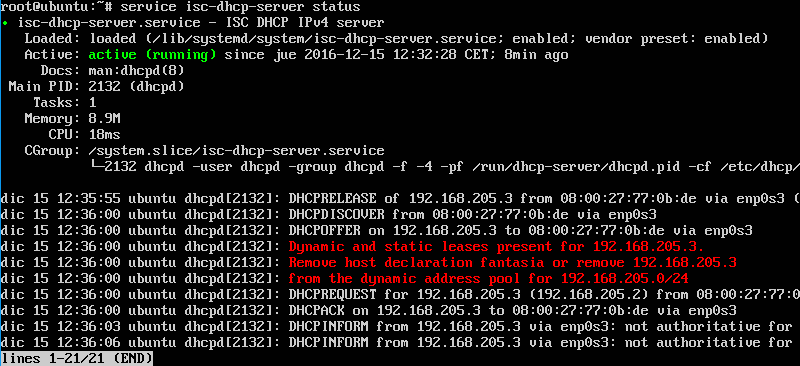 root@ubuntu:~# service isc-dhcp-server status
● isc-dhcp-server.service - ISC DHCP IPv4 server
   Loaded: loaded (/lib/systemd/system/isc-dhcp-server.service; enabled; vendor preset: enabled)
   Active: active (running) since jue 2016-12-15 12:32:28 CET; 8min ago
     Docs: man:dhcpd(8)
 Main PID: 2132 (dhcpd)
    Tasks: 1
   Memory: 8.9M
      CPU: 18ms
   CGroup: /system.slice/isc-dhcp-server.service
           └─2132 dhcpd -user dhcpd -group dhcpd -f -4 -pf /run/dhcp-server/dhcpd.pid -cf /etc/dhcp/
dic 15 12:35:55 ubuntu dhcpd[2132]: DHCPRELEASE of 192.168.205.3 from 08:00:27:77:0b:de via enp0s3 (
dic 15 12:36:00 ubuntu dhcpd[2132]: DHCPDISCOVER from 08:00:27:77:0b:de via enp0s3
dic 15 12:36:00 ubuntu dhcpd[2132]: DHCPOFFER on 192.168.205.3 to 08:00:27:77:0b:de via enp0s3
dic 15 12:36:00 ubuntu dhcpd[2132]: Dynamic and static leases present for 192.168.205.3.
dic 15 12:36:00 ubuntu dhcpd[2132]: Remove host declaration fantasia or remove 192.168.205.3
dic 15 12:36:00 ubuntu dhcpd[2132]: from the dynamic address pool for 192.168.205.0/24
dic 15 12:36:00 ubuntu dhcpd[2132]: DHCPREQUEST for 192.168.205.3 (192.168.205.2) from 08:00:27:77:0
dic 15 12:36:00 ubuntu dhcpd[2132]: DHCPACK on 192.168.205.3 to 08:00:27:77:0b:de via enp0s3
dic 15 12:36:03 ubuntu dhcpd[2132]: DHCPINFORM from 192.168.205.3 via enp0s3: not authoritative for
dic 15 12:36:06 ubuntu dhcpd[2132]: DHCPINFORM from 192.168.205.3 via enp0s3: not authoritative for
lines 1-21/21 (END)